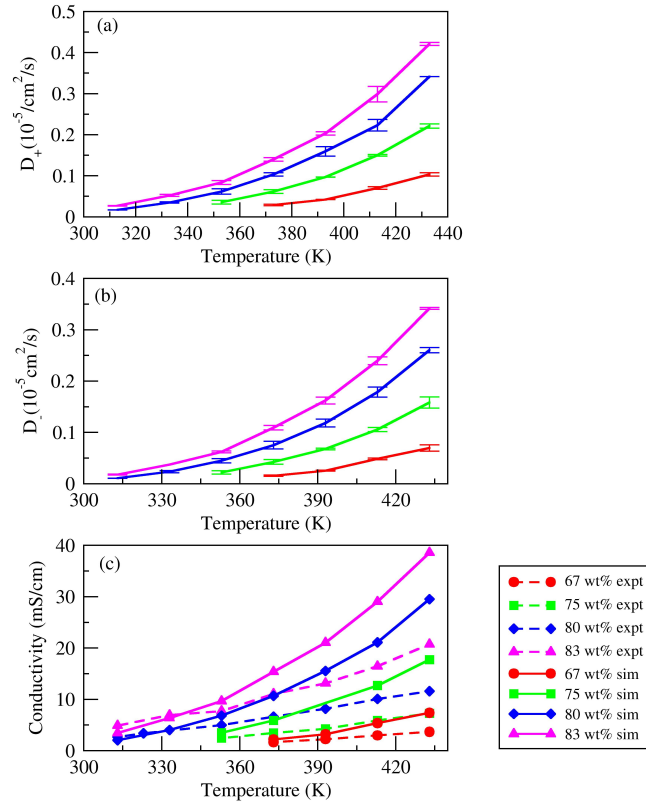 (a)
0.5
0.4
0.3
0.2
0.1
0
D+(10-5/cm2/s)
300 320 340 360 380 400 420 440
Temperature (K)
(b)
0.4
0.3
0.2
0.1
0
D-(10-5cm2/s)
300 330 360 390 420
Temperature (K)
(c)
40
30
20
10
0
Conductivity (mS/cm)
300 330 360 390 420
Temperature (K)
67 wt% expt
75 wt% expt
80 wt% expt
83 wt% expt
67 wt% sim
75 wt% sim
80 wt% sim
83 wt% sim